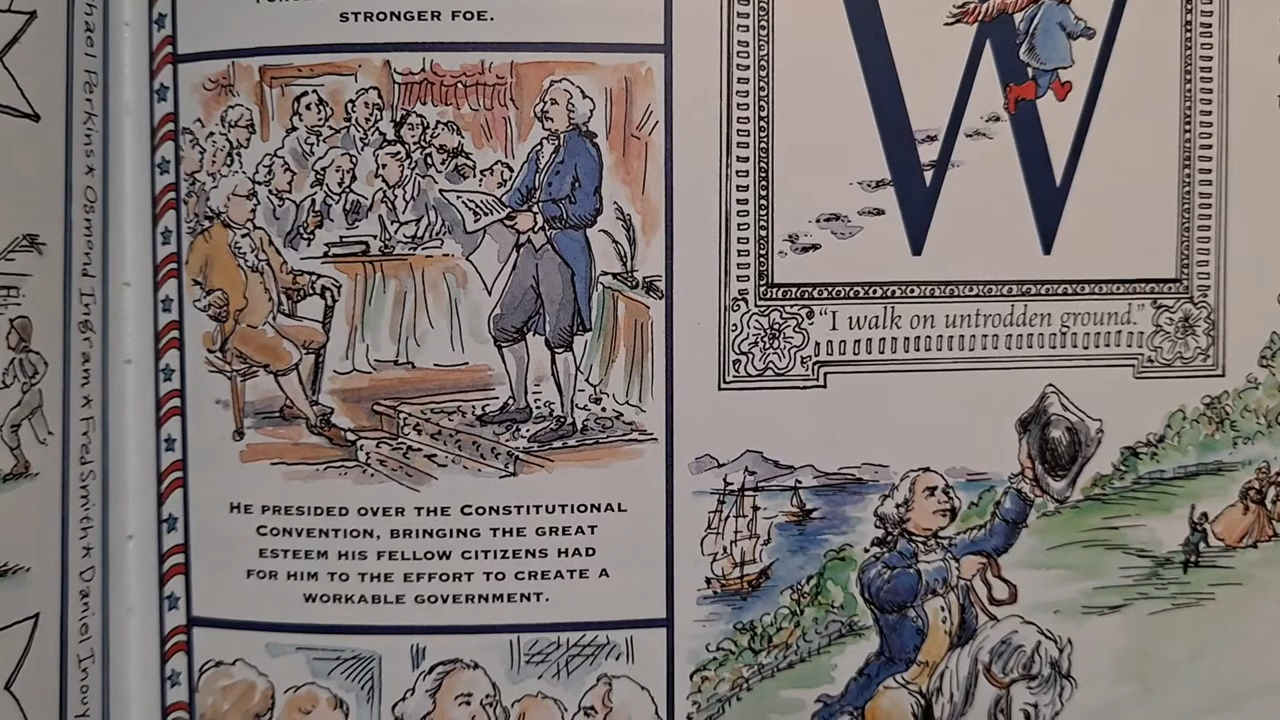 STRONGER FOE.
HE PRESIDED OVER THE CONSTITUTIONAL
CONVENTION, BRINGING THE GREAT
ESTEEM HIS FELLOW CITIZENS HAD
FOR HIM TO THE EFFORT TO CREATE A
WORKABLE GOVERNMENT.
hael Perkins * Osmond Ingram * Fred Smith * Daniel Inouy
W
“I walk on untrodden ground.”